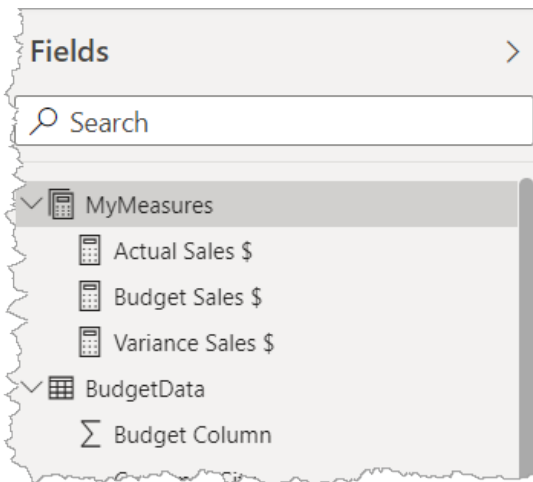 Fields
Search
MyMeasures
Actual Sales $
Budget Sales $
Variance Sales $
BudgetData
Budget Column